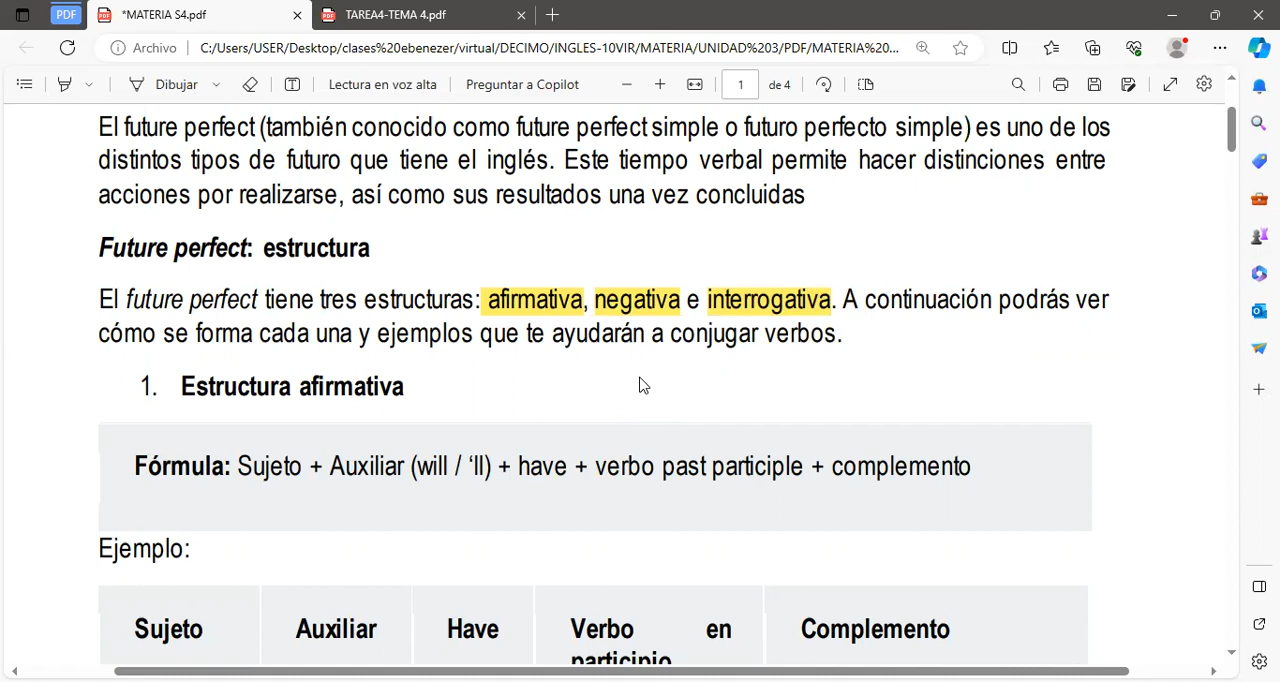 PDF
*MATERIA S4.pdf
TAREA4-TEMA 4.pdf
Archivo
C:/Users/USER/Desktop/clases%20ebenezer/virtual/DECIMO/INGLES-10VIR/MATERIA/UNIDAD%203/PDF/MATERIA%20...
Dibujar
Lectura en voz alta
Preguntar a Copilot
1
de 4
El future perfect (también conocido como future perfect simple o futuro perfecto simple) es uno de los
distintos tipos de futuro que tiene el inglés. Este tiempo verbal permite hacer distinciones entre
acciones por realizarse, así como sus resultados una vez concluidas
Future perfect: estructura
El future perfect tiene tres estructuras: afirmativa, negativa e interrogativa. A continuación podrás ver
cómo se forma cada una y ejemplos que te ayudarán a conjugar verbos.
1. Estructura afirmativa
Fórmula: Sujeto + Auxiliar (will / ‘ll) + have + verbo past participle + complemento
Ejemplo:
Sujeto
Auxiliar
Have
Verbo en
participio
Complemento